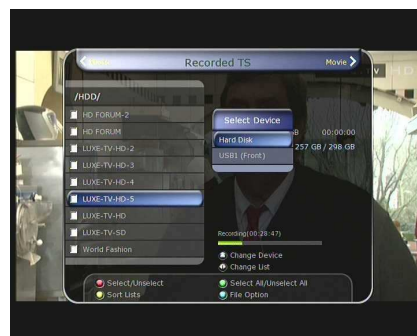 Recorded TS
Movie
/HDD/
HD FORUM-2
HD FORUM
LUXE-TV-HD-2
LUXE-TV-HD-3
LUXE-TV-HD-4
LUXE-TV-HD-5
LUXE-TV-HD
LUXE-TV-SD
World Fashion
Select Device
Hard Disk
USB1 (Front)
00:00:00
257 GB / 298 GB
Recording(00:28:47)
Change Device
Change List
Select/Unselect
Select All/Unselect All
Sort Lists
File Option